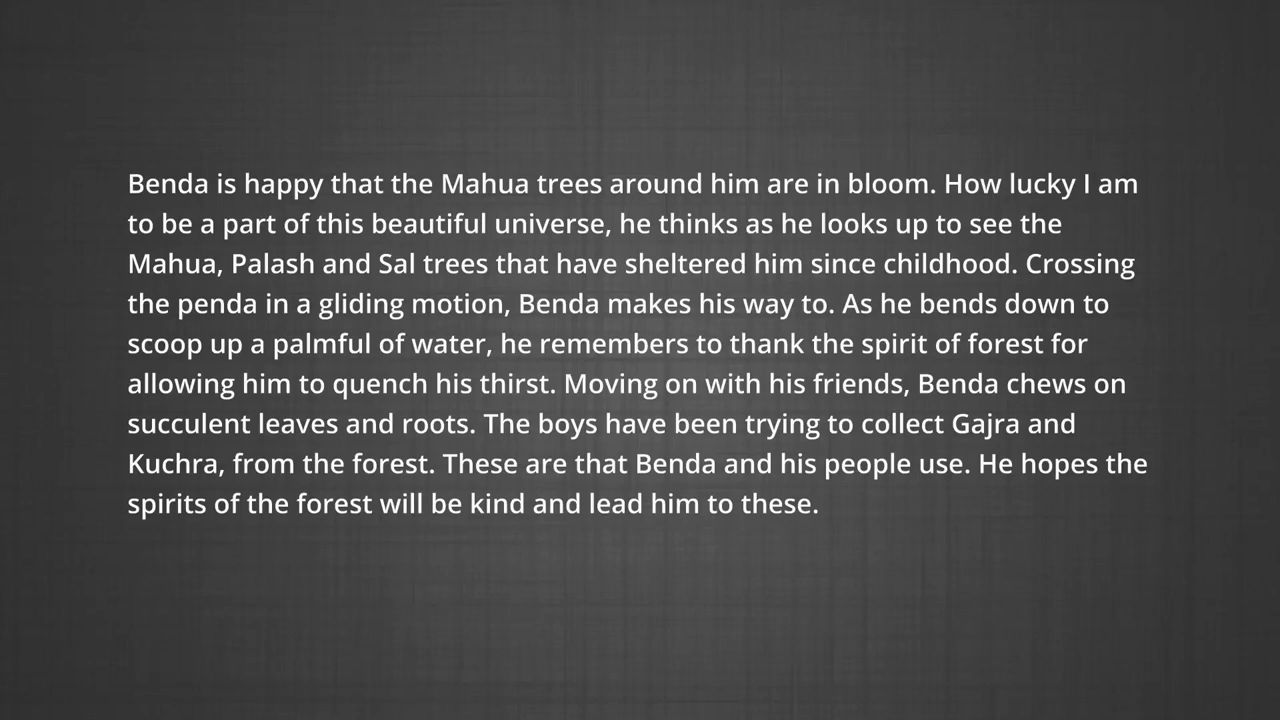 Benda is happy that the Mahua trees around him are in bloom. How lucky I am
to be a part of this beautiful universe, he thinks as he looks up to see the
Mahua, Palash and Sal trees that have sheltered him since childhood. Crossing
the penda in a gliding motion, Benda makes his way to. As he bends down to
scoop up a palmful of water, he remembers to thank the spirit of forest for
allowing him to quench his thirst. Moving on with his friends, Benda chews on
succulent leaves and roots. The boys have been trying to collect Gajra and
Kuchra, from the forest. These are that Benda and his people use. He hopes the
spirits of the forest will be kind and lead him to these.